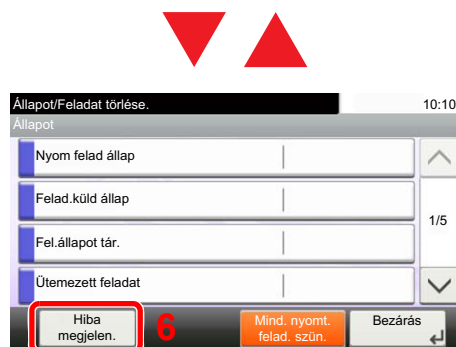 Állapot/Feladat törlése.
10:10
Állapot
Nyom felad állap
Felad.küld állap
1/5
Fel.állapot tár.
Ütemezett feladat
Hiba
megjelen.
6
Mind. nyomt.
felad. szün.
Bezárás